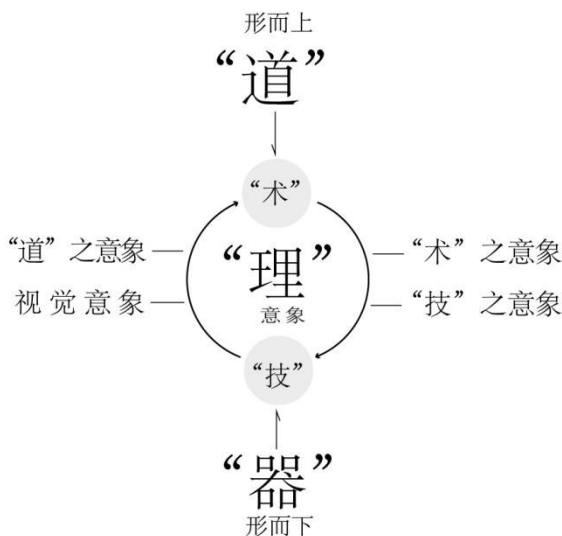 形而上
“道”
“术”
“道”之意象
“理”
“术”之意象
视觉意象
意象
“技”之意象
“技”
“器”
形而下